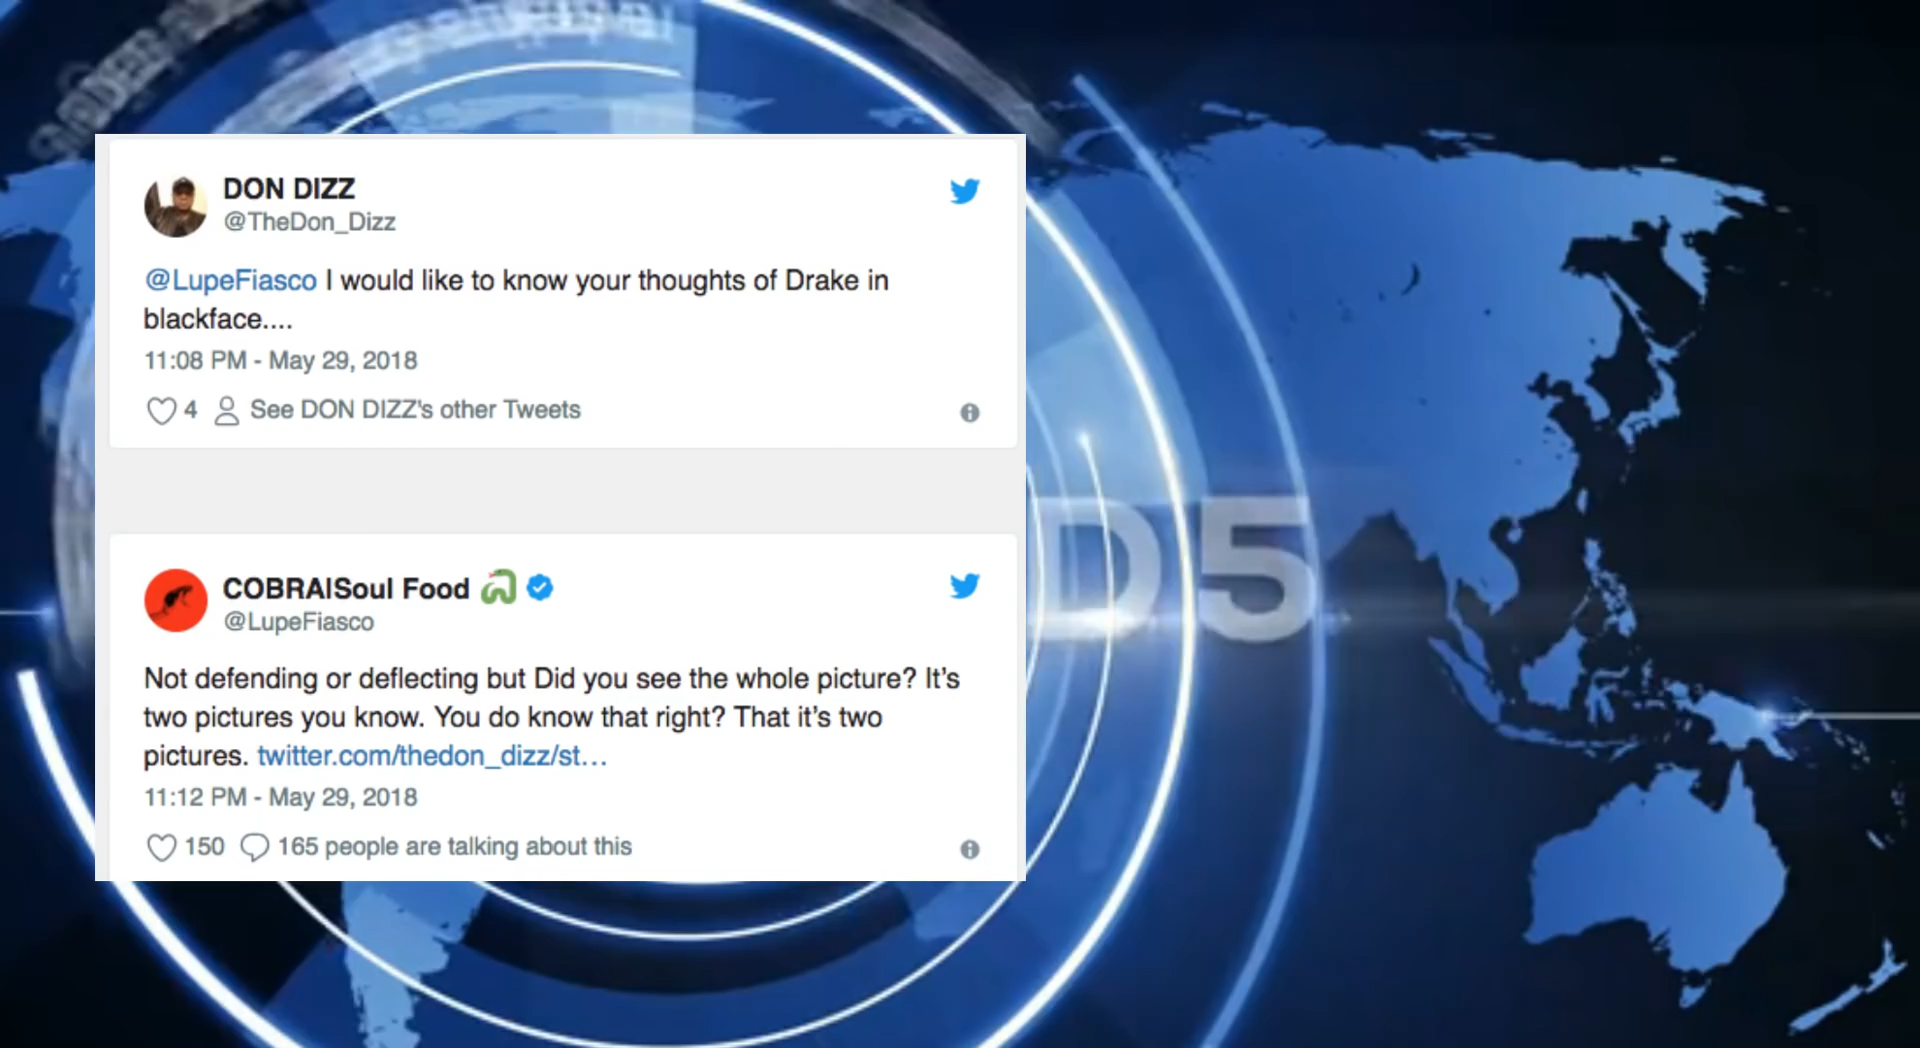 DON DIZZ
@TheDon_Dizz
@LupeFiasco I would like to know your thoughts of Drake in
blackface....
11:08 PM - May 29, 2018
4 See DON DIZZ's other Tweets
D5
COBRAISoul Food
@LupeFiasco
Not defending or deflecting but Did you see the whole picture? It's
two pictures you know. You do know that right? That it's two
pictures. twitter.com/thedon_dizz/st...
11:12 PM - May 29, 2018
150 165 people are talking about this